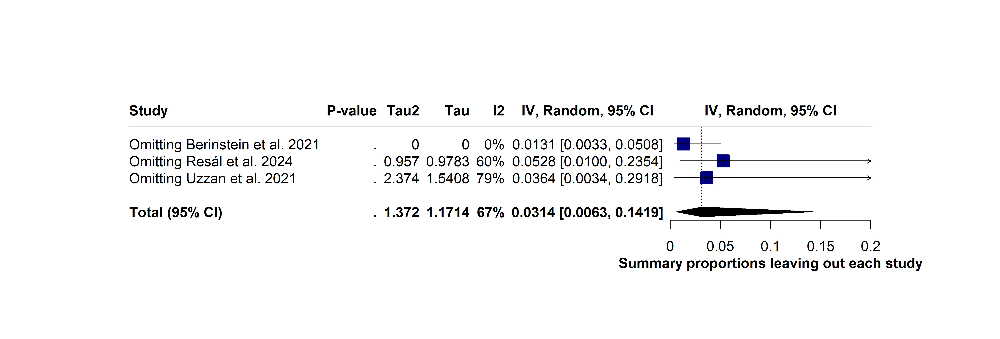 Study P-value Tau2 Tau I2 IV, Random, 95% CI IV, Random, 95% CI
Omitting Berinstein et al. 2021 . 0 0 0% 0.0131 [0.0033, 0.0508]
Omitting Resál et al. 2024 . 0.957 0.9783 60% 0.0528 [0.0100, 0.2354]
Omitting Uzzan et al. 2021 . 2.374 1.5408 79% 0.0364 [0.0034, 0.2918]
Total (95% CI) . 1.372 1.1714 67% 0.0314 [0.0063, 0.1419]
0 0.05 0.1 0.15 0.2
Summary proportions leaving out each study